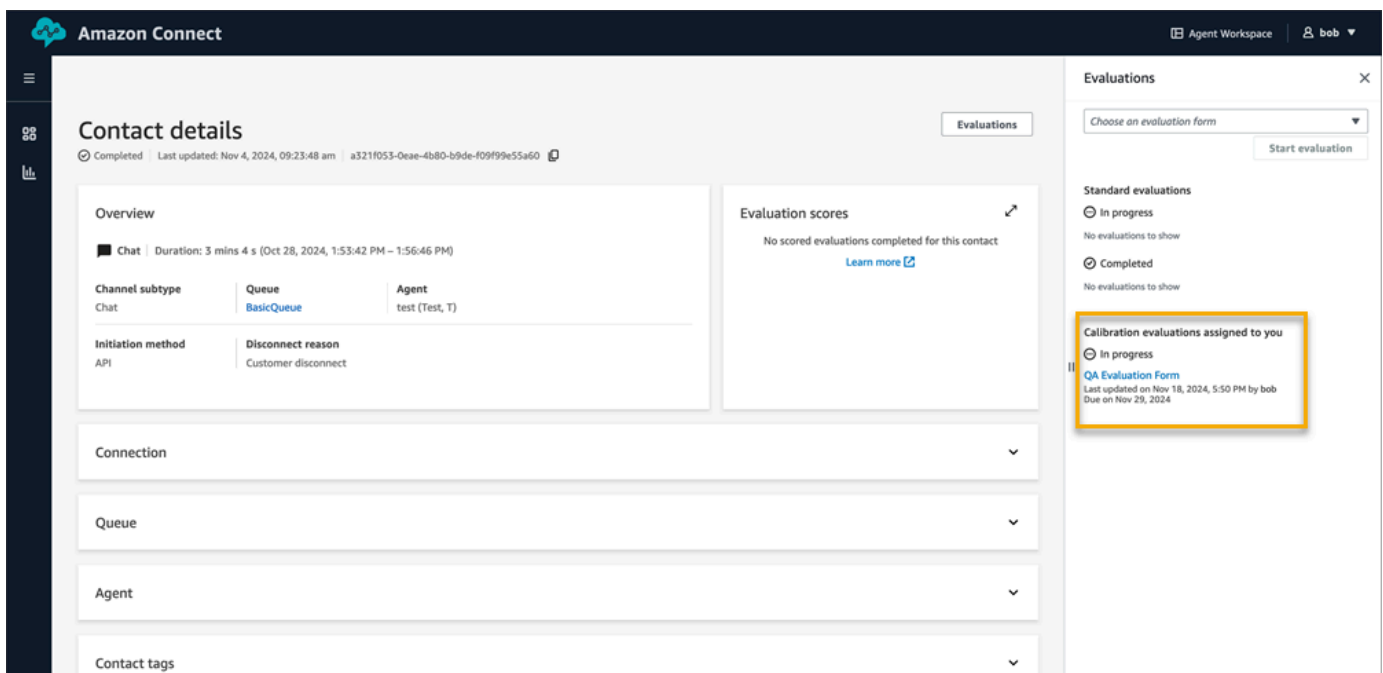 Amazon Connect
Agent Workspace
bob
Contact details
Evaluations
Completed Last updated: Nov 4, 2024, 09:23:48 am a321f053-0eae-4b80-b9de-f09f99e55a60
Overview
Chat Duration: 3 mins 4 s (Oct 28, 2024, 1:53:42 PM – 1:56:46 PM)
Channel subtype Queue Agent
Chat BasicQueue test (Test, T)
Initiation method Disconnect reason
API Customer disconnect
Evaluation scores
No scored evaluations completed for this contact
Learn more
Connection
Queue
Agent
Contact tags
Evaluations
Choose an evaluation form
Start evaluation
Standard evaluations
In progress
No evaluations to show
Completed
No evaluations to show
Calibration evaluations assigned to you
In progress
QA Evaluation Form
Last updated on Nov 18, 2024, 5:50 PM by bob
Due on Nov 29, 2024